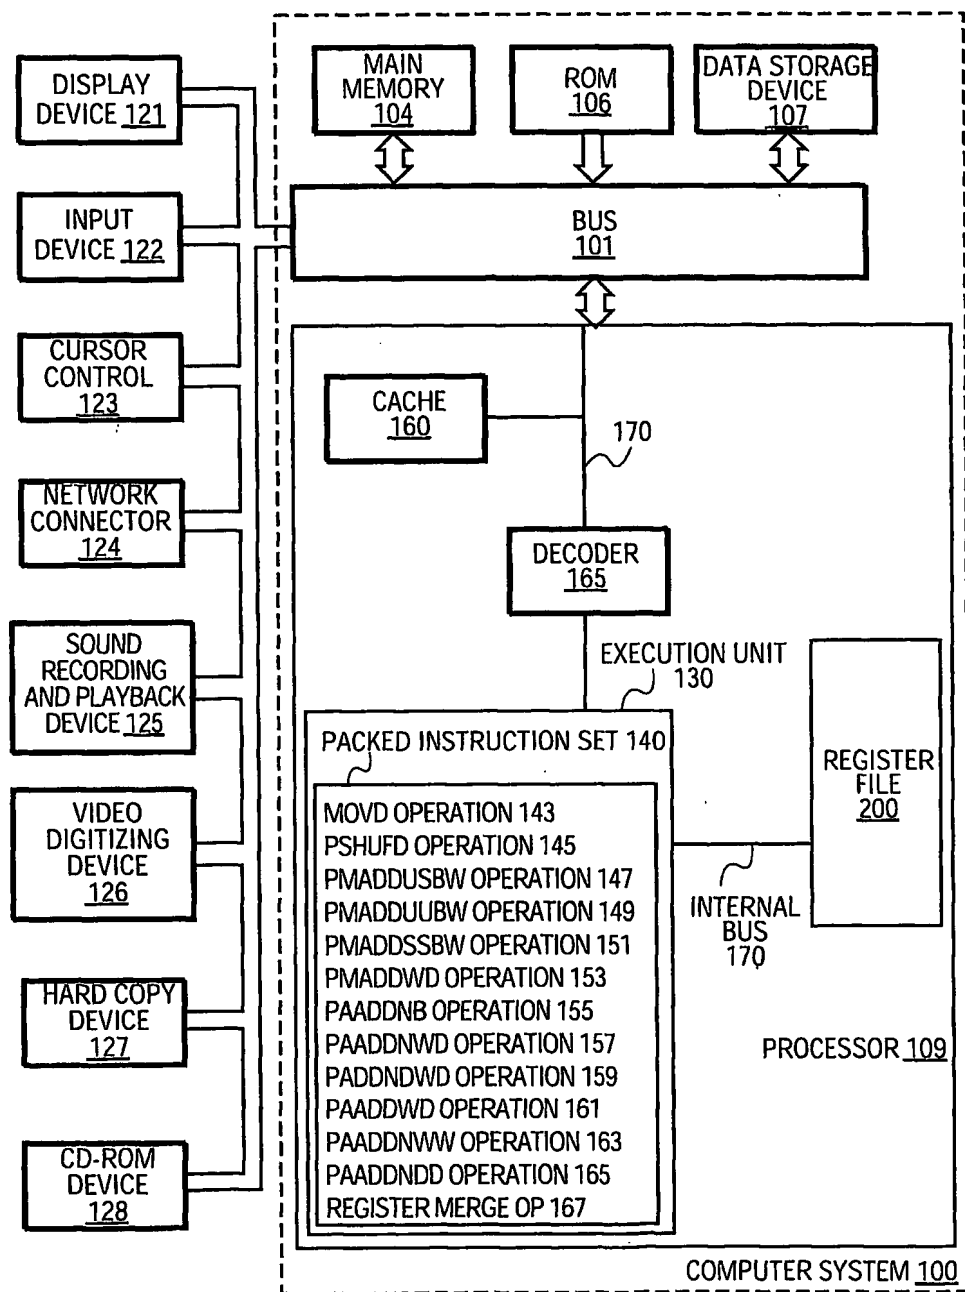 DISPLAY
DEVICE 121
INPUT
DEVICE 122
CURSOR
CONTROL
123
NETWORK
CONNECTOR
124
SOUND
RECORDING
AND PLAYBACK
DEVICE 125
VIDEO
DIGITIZING
DEVICE
126
HARD COPY
DEVICE
127
CD-ROM
DEVICE
128
MAIN
MEMORY
104
ROM
106
DATA STORAGE
DEVICE
107
BUS
101
CACHE
160
170
DECODER
165
EXECUTION UNIT
130
PACKED INSTRUCTION SET 140
MOVD OPERATION 143
PSHUFD OPERATION 145
PMADDUSBW OPERATION 147
PMADDUUBW OPERATION 149
PMADDSSBW OPERATION 151
PMADDWD OPERATION 153
PAADDNB OPERATION 155
PAADDNWD OPERATION 157
PADDNDWD OPERATION 159
PAADDWD OPERATION 161
PAADDNWW OPERATION 163
PAADDNDD OPERATION 165
REGISTER MERGE OP 167
REGISTER
FILE
200
INTERNAL
BUS
170
PROCESSOR 109
COMPUTER SYSTEM 100